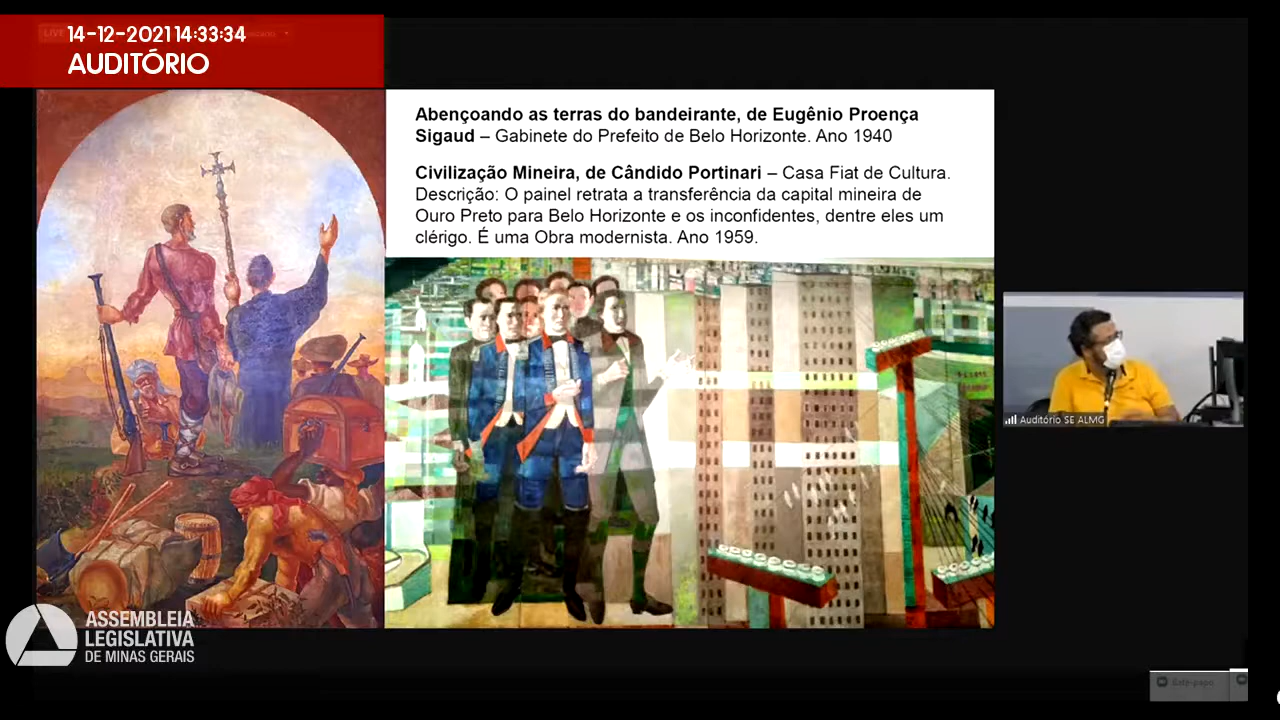 LIVE
14-12-2021 14:33:34
AUDITÓRIO
Abençoando as terras do bandeirante, de Eugênio Proença
Sigaud – Gabinete do Prefeito de Belo Horizonte. Ano 1940
Civilização Mineira, de Cândido Portinari – Casa Fiat de Cultura.
Descrição: O painel retrata a transferência da capital mineira de
Ouro Preto para Belo Horizonte e os inconfidentes, dentre eles um
clérigo. É uma Obra modernista. Ano 1959.
Auditório SE ALMG
ASSEMBLEIA
LEGISLATIVA
DE MINAS GERAIS
Bate-papo